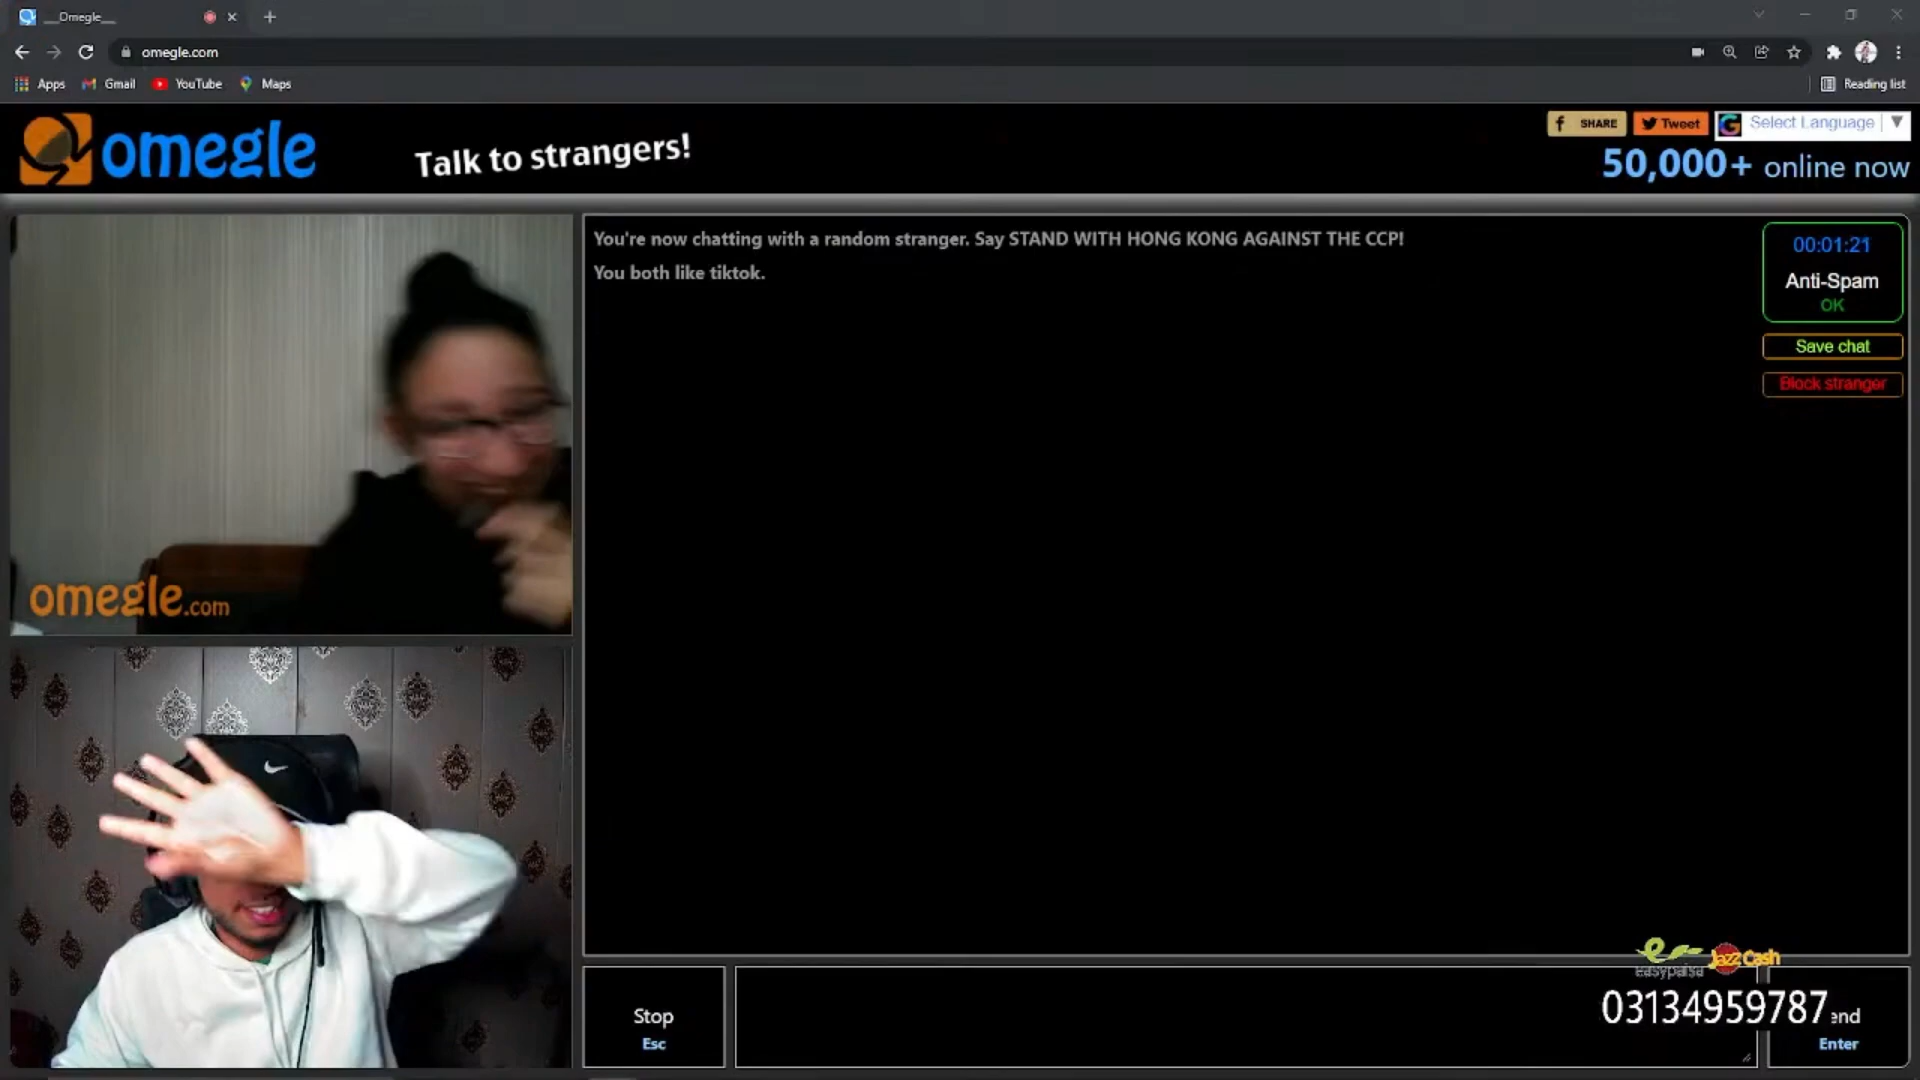 __Omegle__
omegle.com
Apps Gmail YouTube Maps
Reading list
omegle
Talk to strangers!
SHARE Tweet Select Language
50,000+ online now
You're now chatting with a random stranger. Say STAND WITH HONG KONG AGAINST THE CCP!
You both like tiktok.
00:01:21
Anti-Spam
OK
Save chat
Block stranger
omegle.com
easypaisa JazzCash
03134959787
Stop
Esc
end
Enter